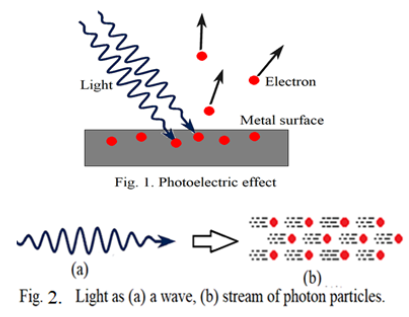 Light
Electron
Metal surface
Fig. 1. Photoelectric effect
(a)
(b)
Fig. 2. Light as (a) a wave, (b) stream of photon particles.